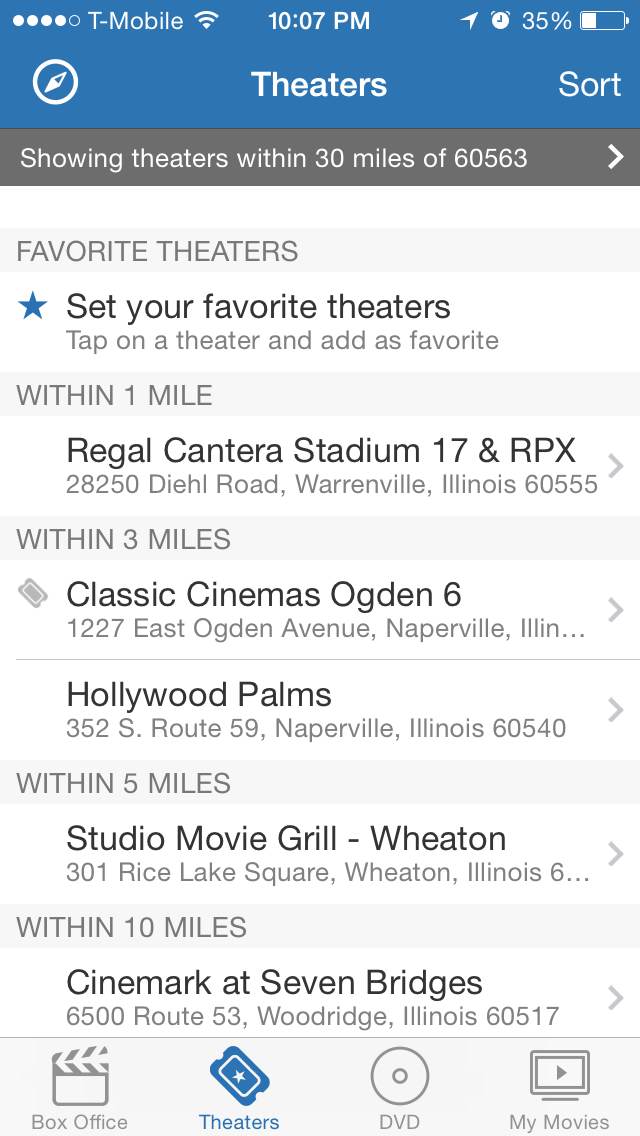 T-Mobile 10:07 PM 35%
Theaters Sort
Showing theaters within 30 miles of 60563
FAVORITE THEATERS
Set your favorite theaters
Tap on a theater and add as favorite
WITHIN 1 MILE
Regal Cantera Stadium 17 & RPX
28250 Diehl Road, Warrenville, Illinois 60555
WITHIN 3 MILES
Classic Cinemas Ogden 6
1227 East Ogden Avenue, Naperville, Illin...
Hollywood Palms
352 S. Route 59, Naperville, Illinois 60540
WITHIN 5 MILES
Studio Movie Grill - Wheaton
301 Rice Lake Square, Wheaton, Illinois 6...
WITHIN 10 MILES
Cinemark at Seven Bridges
6500 Route 53, Woodridge, Illinois 60517
Box Office Theaters DVD My Movies